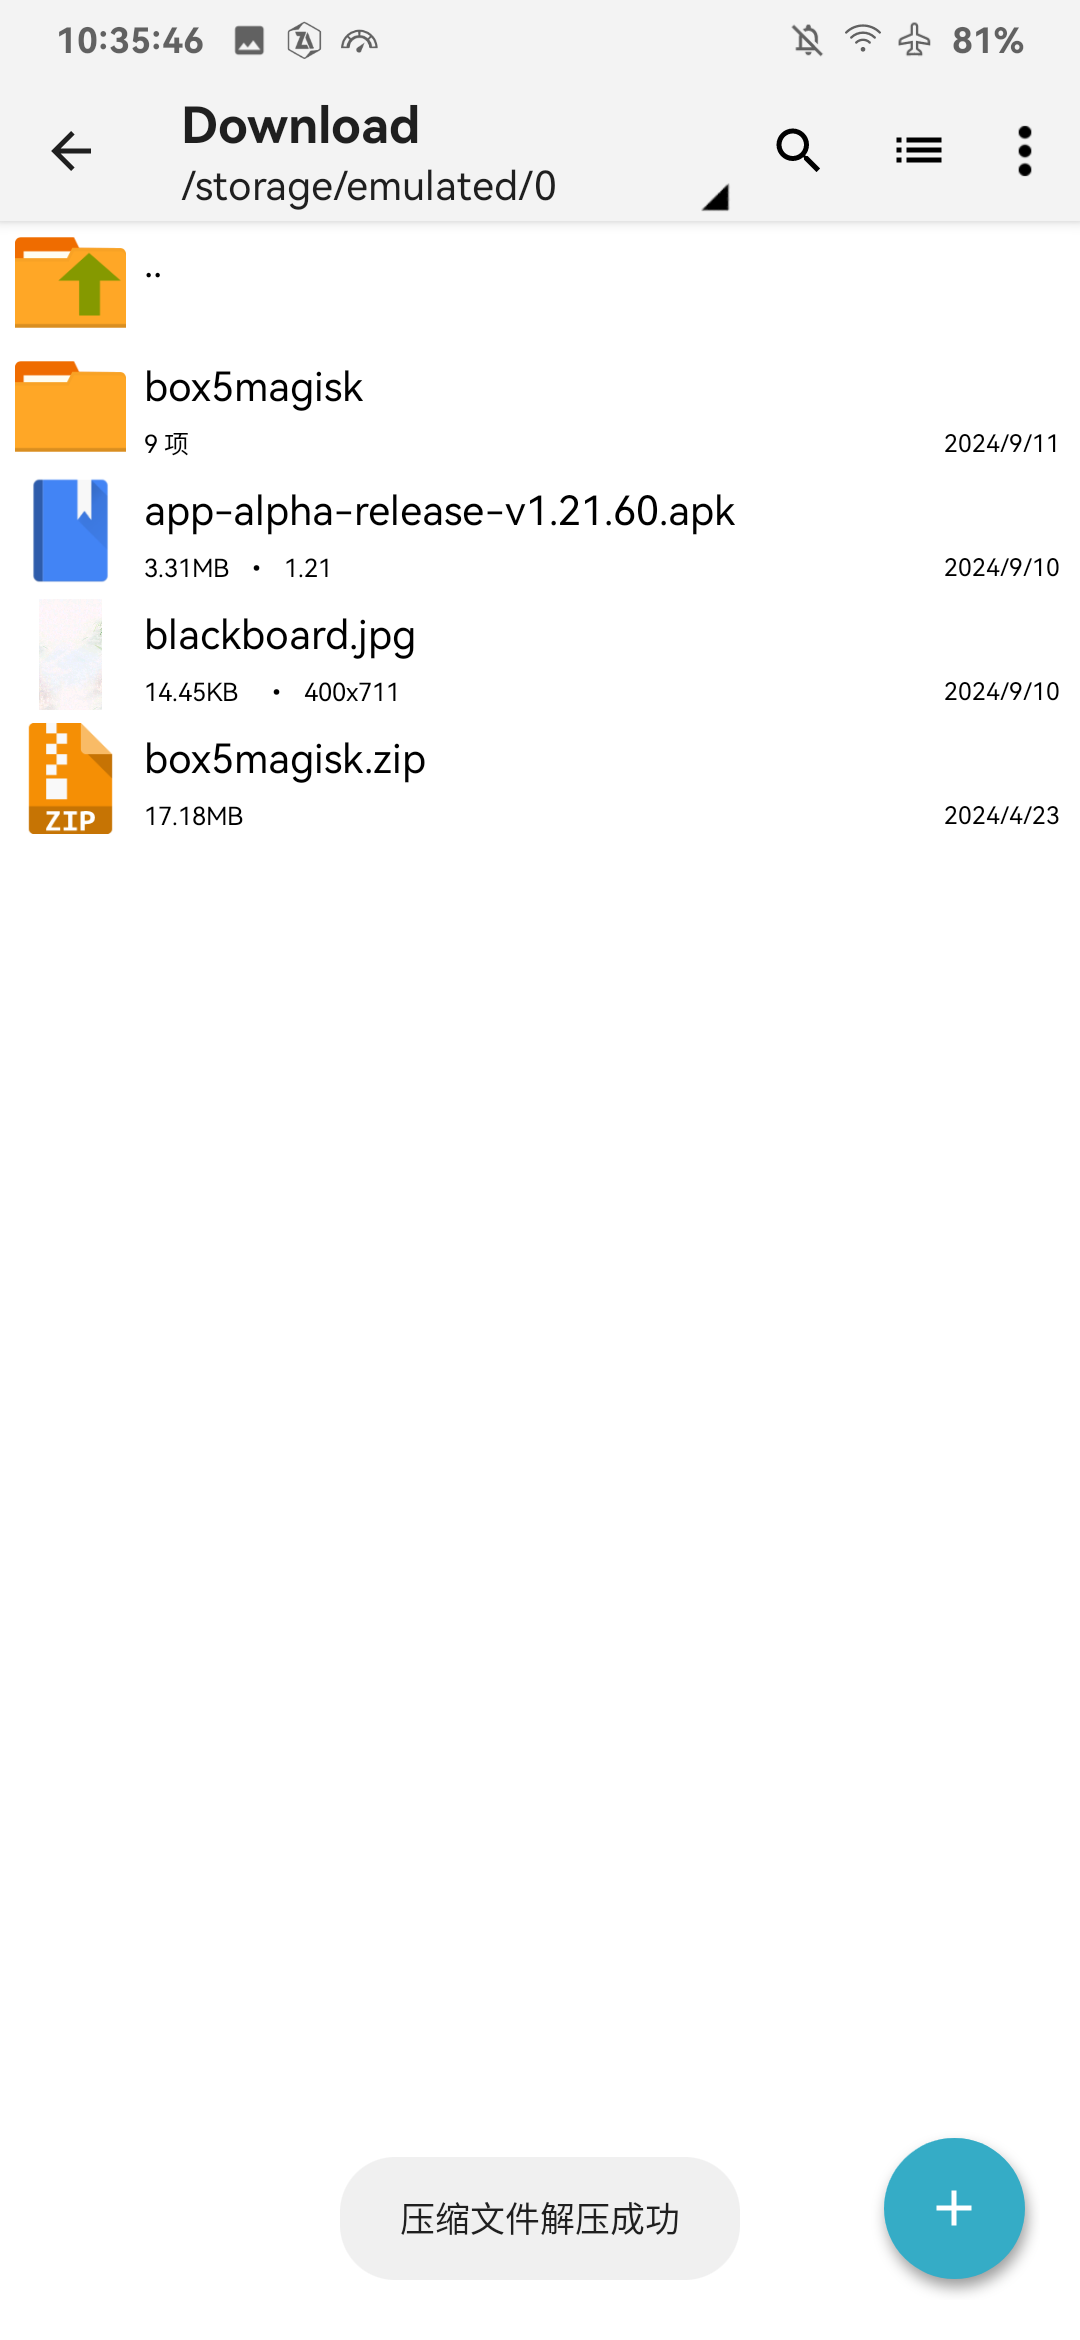 10:35:46 81%
Download
/storage/emulated/0
..
box5magisk
9 项 2024/9/11
app-alpha-release-v1.21.60.apk
3.31MB • 1.21 2024/9/10
blackboard.jpg
14.45KB • 400x711 2024/9/10
box5magisk.zip
ZIP
17.18MB 2024/4/23
压缩文件解压成功